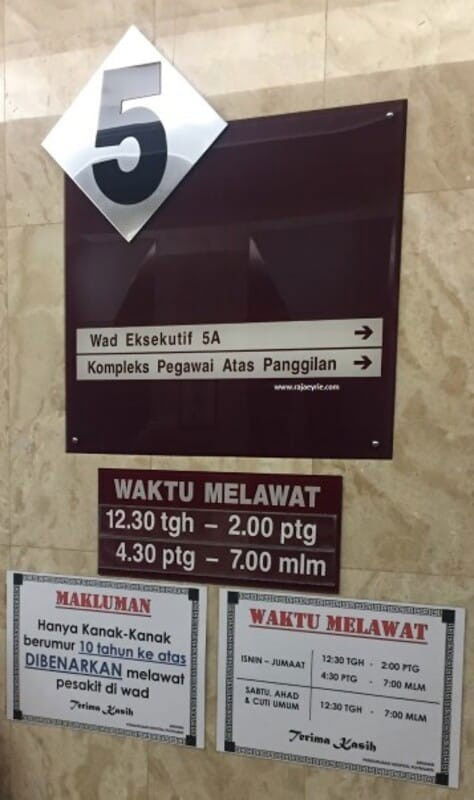 5
Wad Eksekutif 5A →
Kompleks Pegawai Atas Panggilan →
www.rajaeyrie.com
WAKTU MELAWAT
12.30 tgh – 2.00 ptg
4.30 ptg – 7.00 mlm
MAKLUMAN
Hanya Kanak-Kanak
berumur 10 tahun ke atas
DIBENARKAN melawat
pesakit di wad
Terima Kasih
WAKTU MELAWAT
ISNIN – JUMAAT
12:30 TGH - 2:00 PTG
4:30 PTG - 7:00 MLM
SABTU, AHAD
& CUTI UMUM
12:30 TGH - 7:00 MLM
Terima Kasih